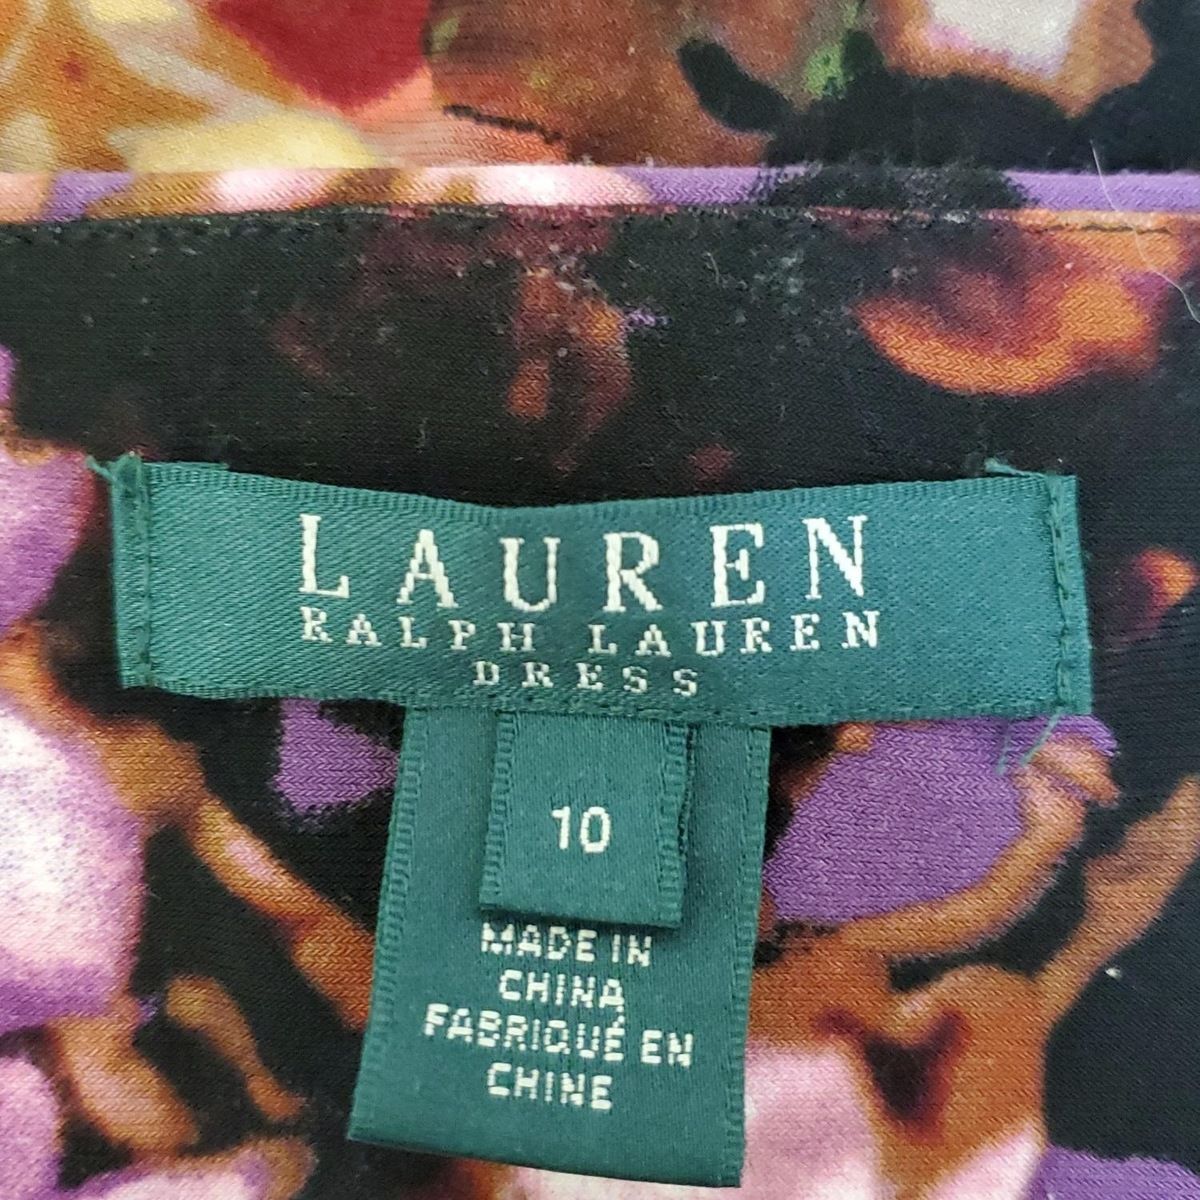 LAUREN
RALPH LAUREN
DRESS
10
MADE IN
CHINA
FABRIQUÉ EN
CHINE